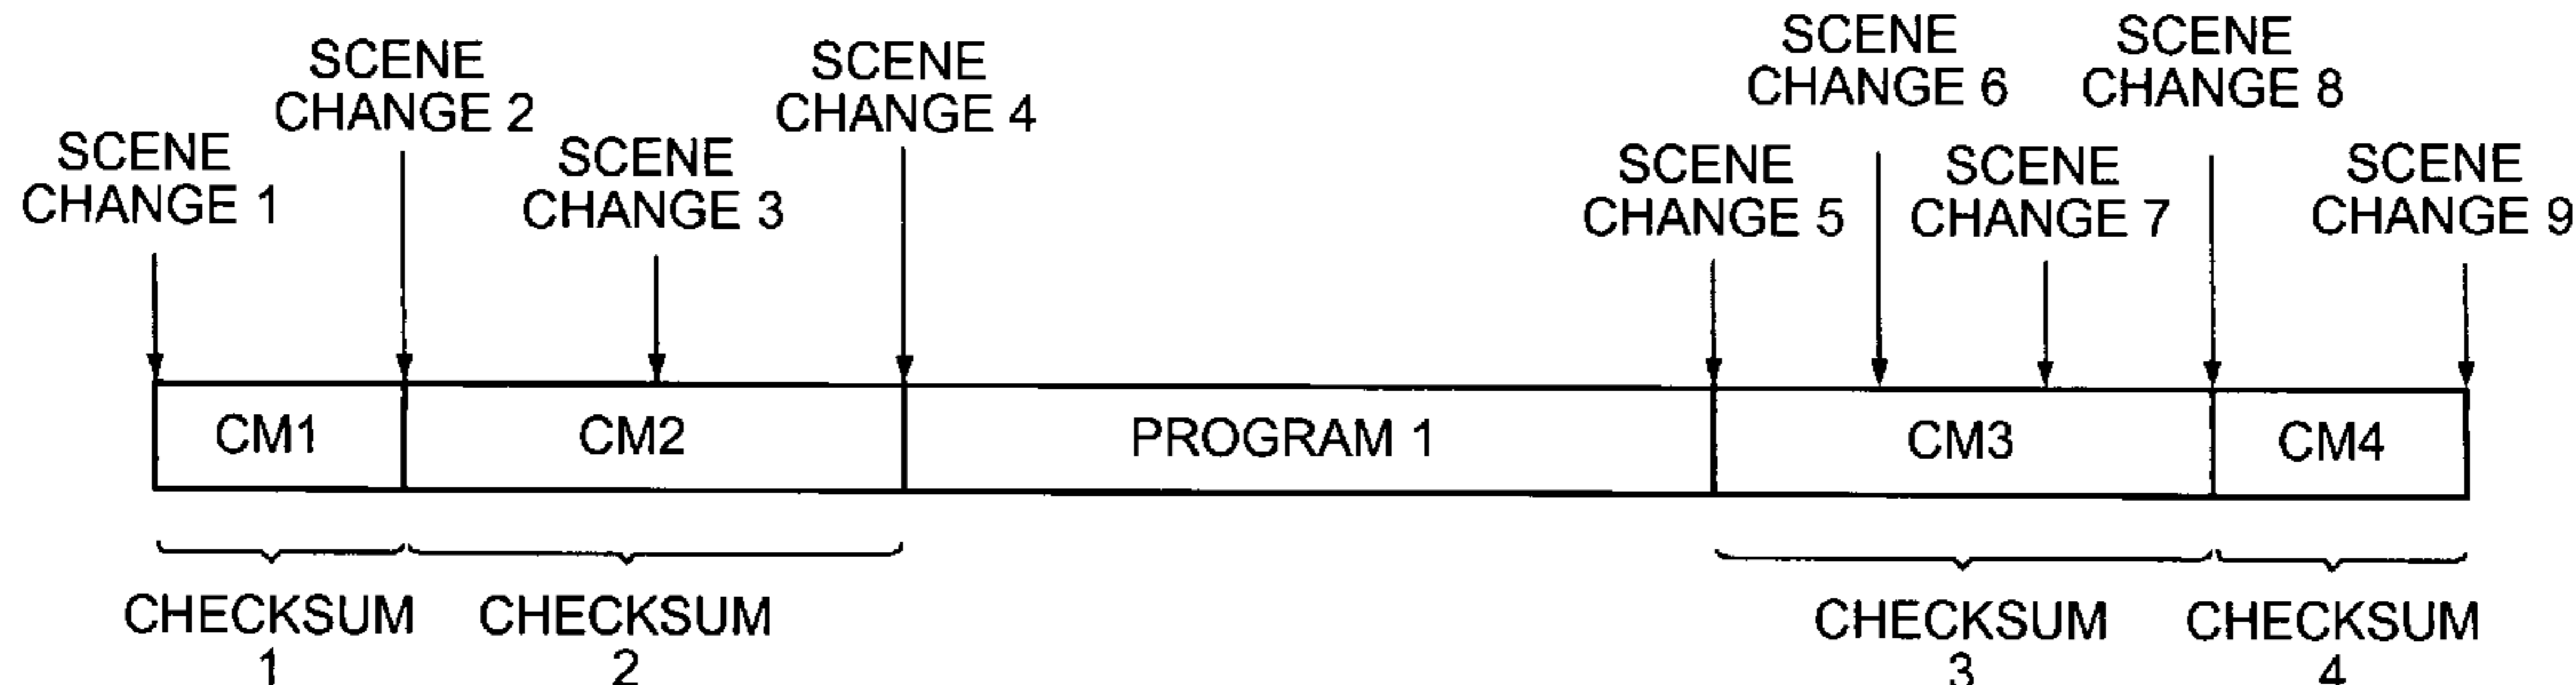 SCENE
CHANGE 1
SCENE
CHANGE 2
SCENE
CHANGE 3
SCENE
CHANGE 4
SCENE
CHANGE 5
SCENE
CHANGE 6
SCENE
CHANGE 7
SCENE
CHANGE 8
SCENE
CHANGE 9
CM1
CM2
PROGRAM 1
CM3
CM4
CHECKSUM
1
CHECKSUM
2
CHECKSUM
3
CHECKSUM
4